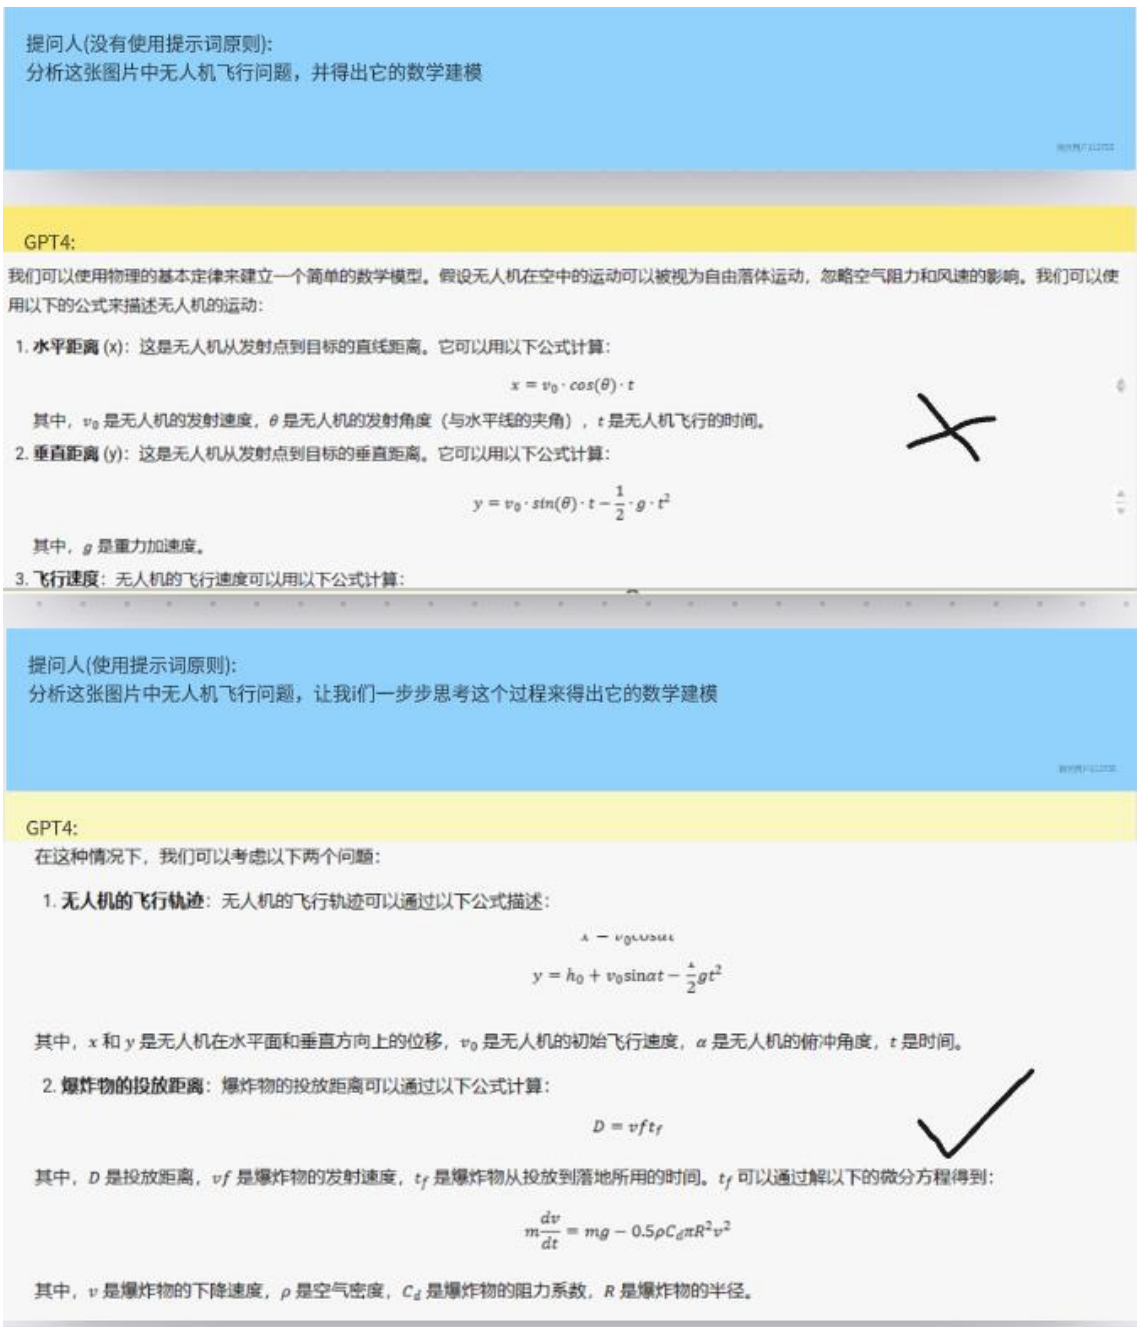 提问人(没有使用提示词原则):
分析这张图片中无人机飞行问题，并得出它的数学建模
GPT4:
我们可以使用物理的基本定律来建立一个简单的数学模型。假设无人机在空中的运动可以被视为自由落体运动，忽略空气阻力和风速的影响。我们可以使
用以下的公式来描述无人机的运动：
1. 水平距离 (x)：这是无人机从发射点到目标的直线距离。它可以用以下公式计算：
x = v₀ · cos(θ) · t
其中，v₀ 是无人机的发射速度，θ 是无人机的发射角度（与水平线的夹角），t 是无人机飞行的时间。
2. 垂直距离 (y)：这是无人机从发射点到目标的垂直距离。它可以用以下公式计算：
y = v₀ · sin(θ) · t − 1/2 · g · t²
其中，g 是重力加速度。
3. 飞行速度：无人机的飞行速度可以用以下公式计算：
提问人(使用提示词原则):
分析这张图片中无人机飞行问题，让我i们一步步思考这个过程来得出它的数学建模
GPT4:
在这种情况下，我们可以考虑以下两个问题：
1. 无人机的飞行轨迹：无人机的飞行轨迹可以通过以下公式描述：
x = v₀cosαt
y = h₀ + v₀sinαt − 1/2 gt²
其中，x 和 y 是无人机在水平面和垂直方向上的位移，v₀ 是无人机的初始飞行速度，α 是无人机的俯冲角度，t 是时间。
2. 爆炸物的投放距离：爆炸物的投放距离可以通过以下公式计算：
D = vft_f
其中，D 是投放距离，vf 是爆炸物的发射速度，t_f 是爆炸物从投放到落地所用的时间。t_f 可以通过解以下的微分方程得到：
m dv/dt = mg − 0.5ρC_dπR²v²
其中，v 是爆炸物的下降速度，ρ 是空气密度，C_d 是爆炸物的阻力系数，R 是爆炸物的半径。